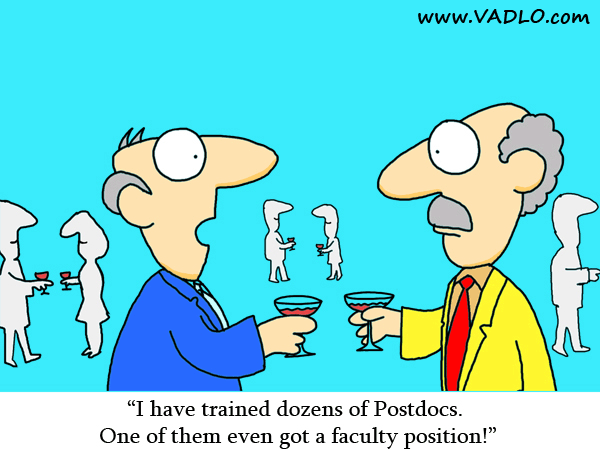 www.VADLO.com
“I have trained dozens of Postdocs.
One of them even got a faculty position!”